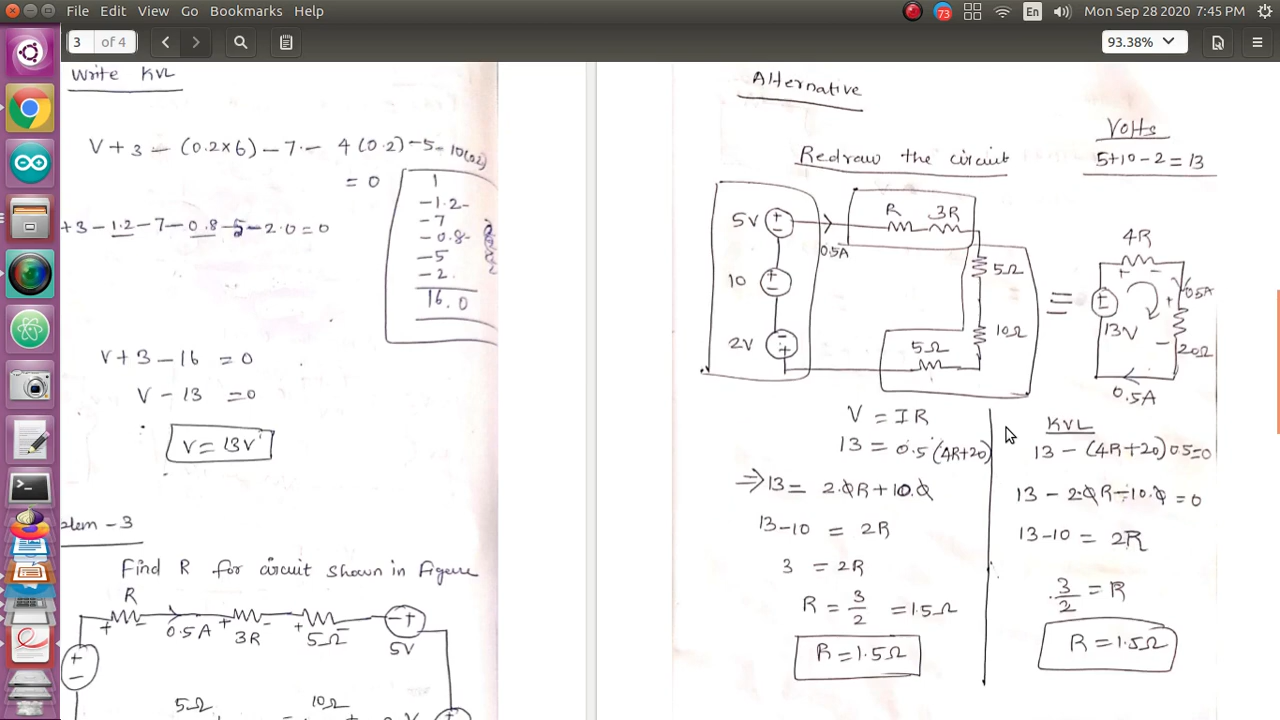 File Edit View Go Bookmarks Help
73 En Mon Sep 28 2020 7:45 PM
3 of 4 93.38%
Write KVL
V + 3 - (0.2×6) - 7 - 4(0.2) - 5 - 10(0.2)
= 0
+3 - 1.2 - 7 - 0.8 - 5 - 2.0 = 0
1
-1.2-
-7
-0.8-
-5
-2.
16.0
V + 3 - 16 = 0
V - 13 = 0
V = 13V
blem - 3
Find R for circuit shown in Figure
R
0.5A 3R 5Ω 5V
5Ω 10Ω
Alternative
Volts
5+10-2=13
Redraw the circuit
5V R 3R
0.5A
5Ω
10
10Ω
2V 5Ω
≡
4R
0.5A
13V
20Ω
0.5A
V = IR
13 = 0.5(4R+20)
⇒ 13 = 2.0R + 10.0
13-10 = 2R
3 = 2R
R = 3/2 = 1.5Ω
R = 1.5Ω
KVL
13 - (4R+20)05=0
13 - 2.0R - 10.0 = 0
13-10 = 2R
3/2 = R
R = 1.5Ω